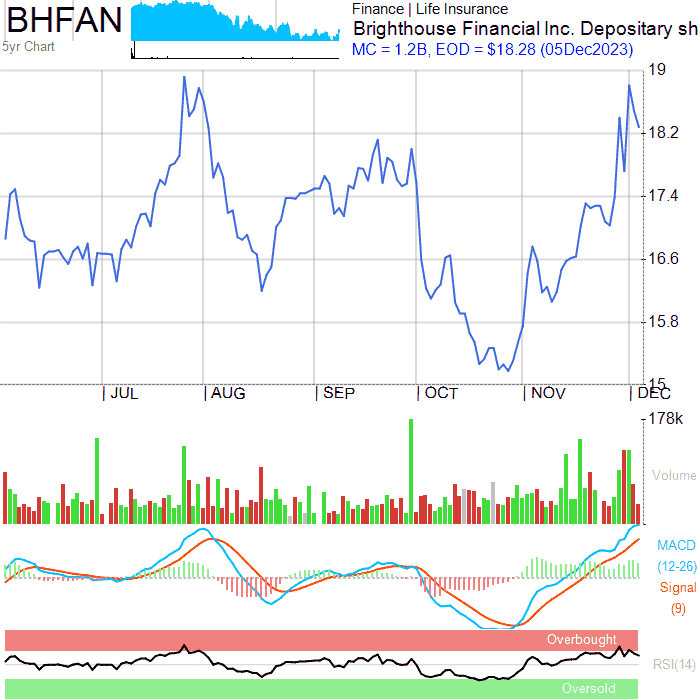 BHFAN
5yr Chart
Finance | Life Insurance
Brighthouse Financial Inc. Depositary sh
MC = 1.2B, EOD = $18.28 (05Dec2023)
19
18.2
17.4
16.6
15.8
15
JUL AUG SEP OCT NOV DEC
178k
Volume
MACD
(12-26)
Signal
(9)
Overbought
RSI(14)
Oversold